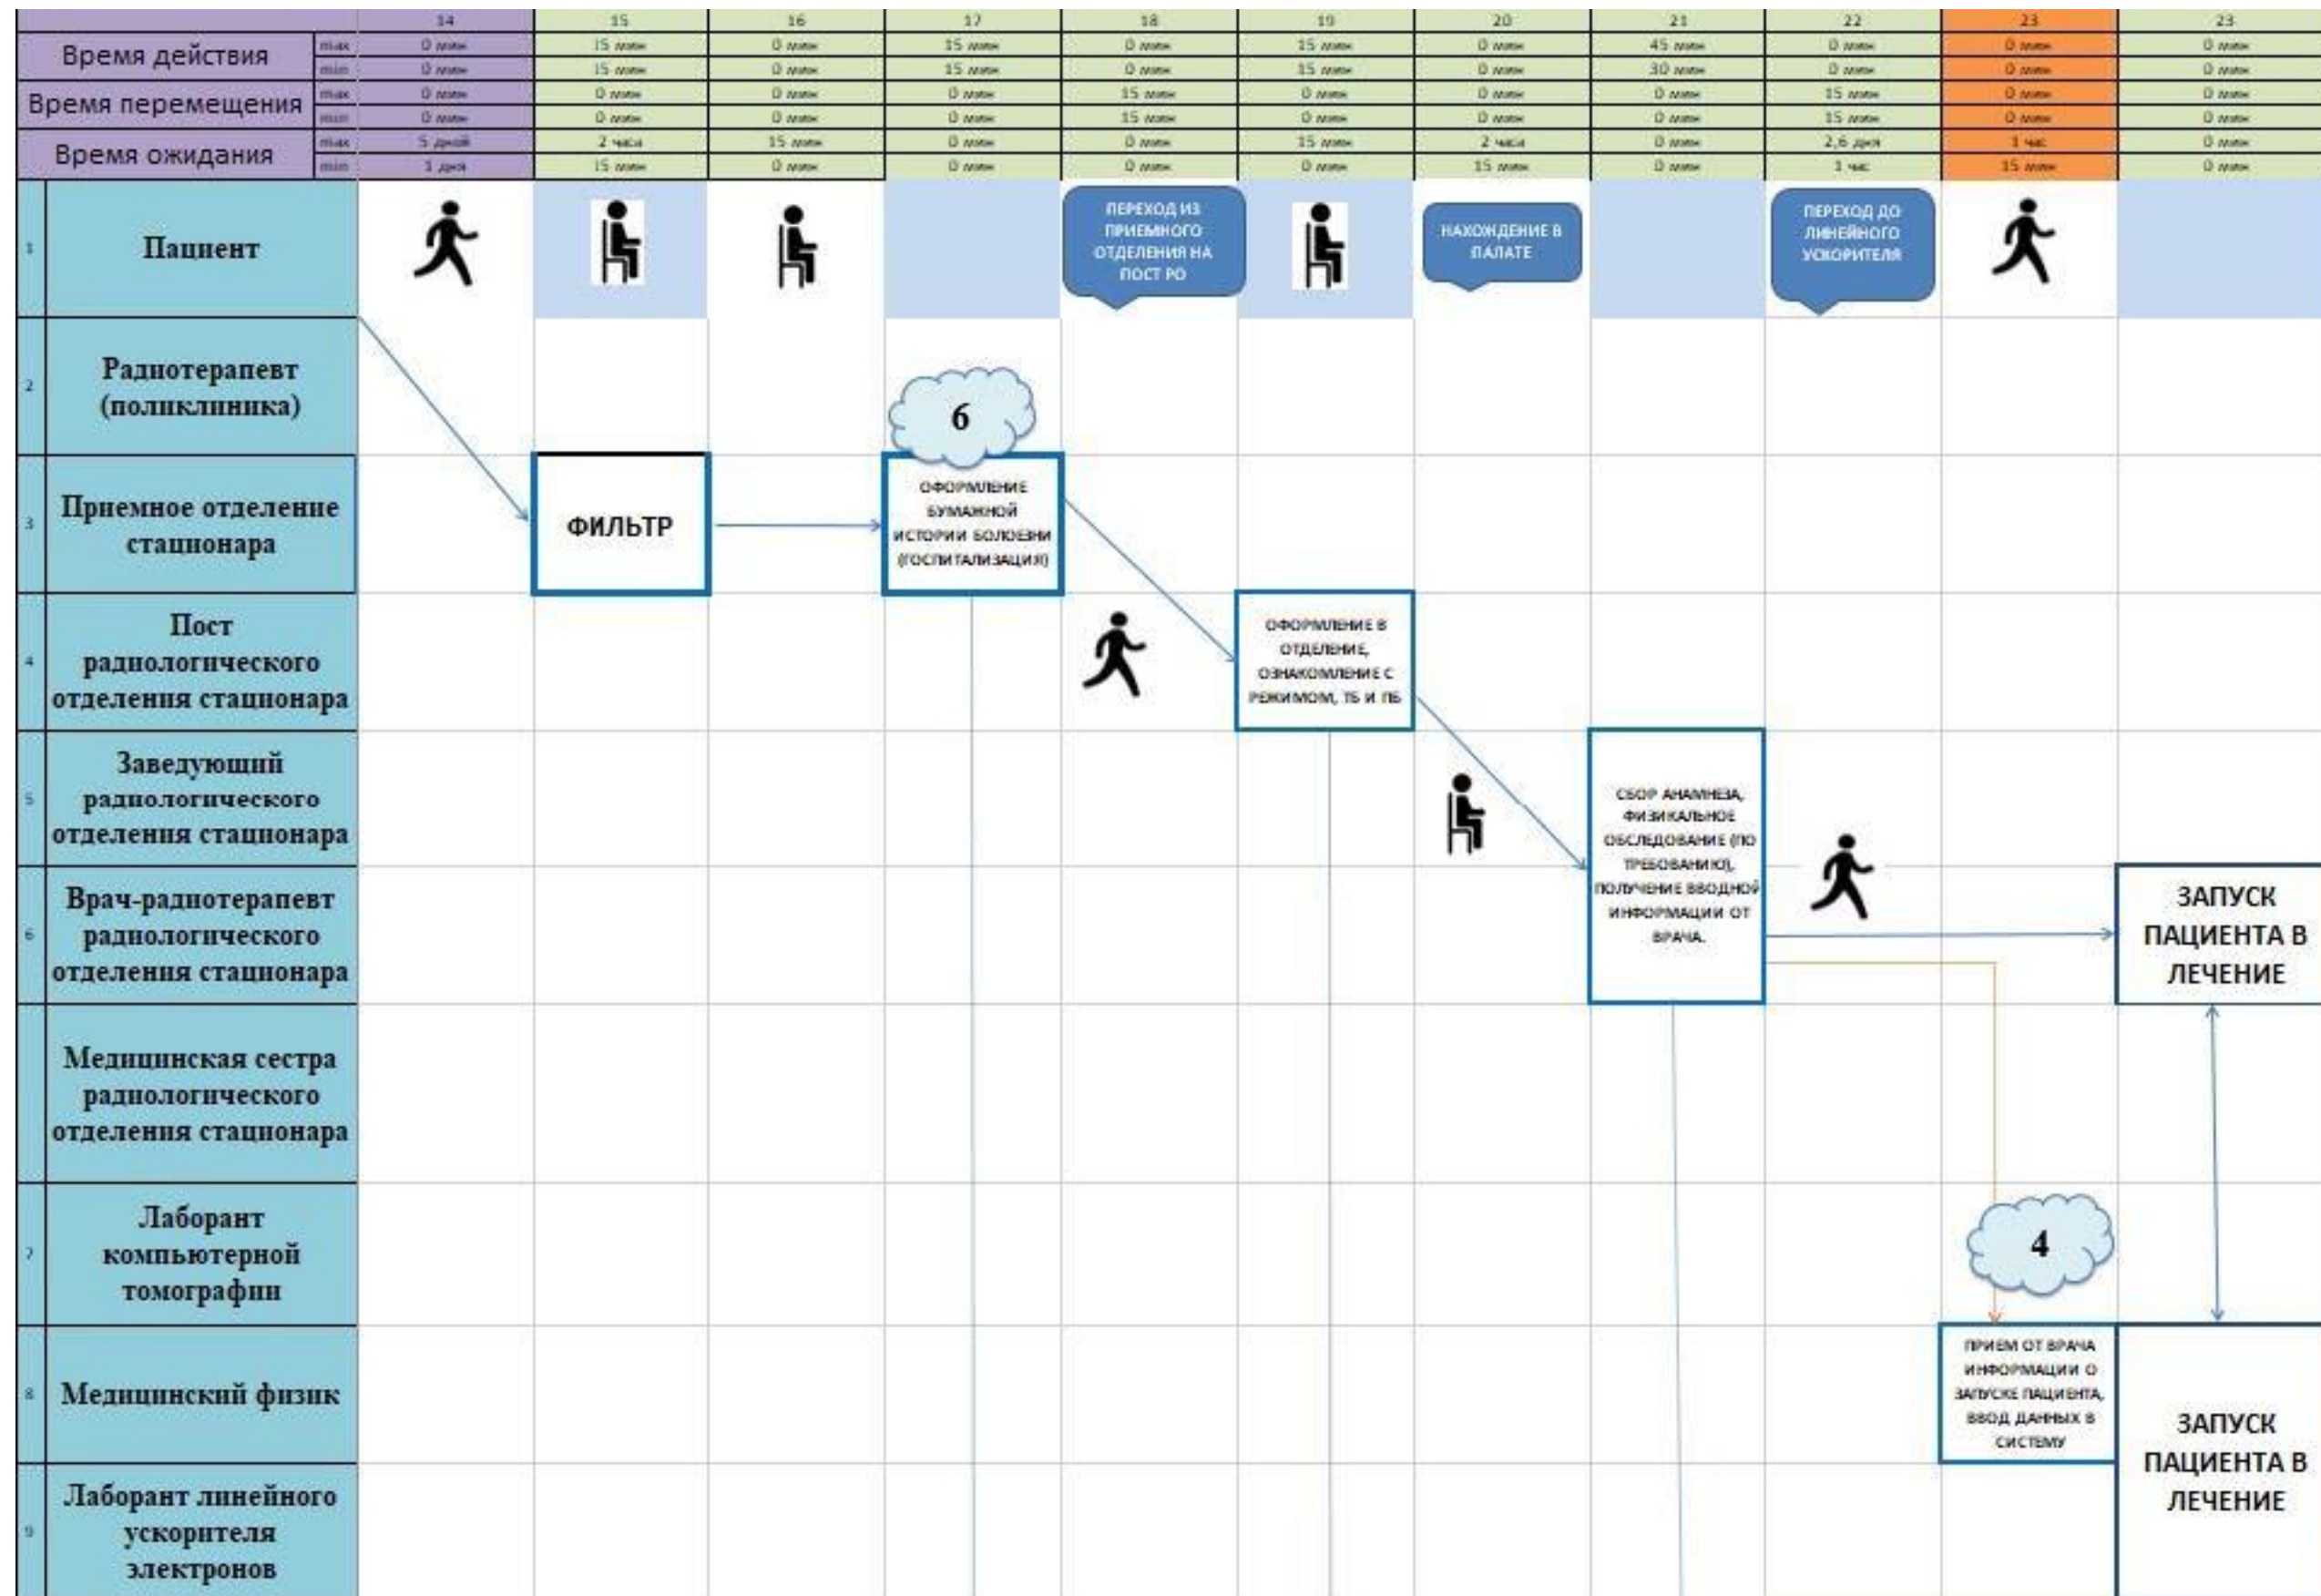 14 15 16 17 18 19 20 21 22 23 23
Время действия max 0 мин 15 мин 0 мин 15 мин 0 мин 15 мин 0 мин 45 мин 0 мин 0 мин 0 мин
min 0 мин 15 мин 0 мин 15 мин 0 мин 15 мин 0 мин 30 мин 0 мин 0 мин 0 мин
Время перемещения max 0 мин 0 мин 0 мин 0 мин 15 мин 0 мин 0 мин 0 мин 15 мин 0 мин 0 мин
min 0 мин 0 мин 0 мин 0 мин 15 мин 0 мин 0 мин 0 мин 15 мин 0 мин 0 мин
Время ожидания max 5 дней 2 часа 15 мин 0 мин 0 мин 15 мин 2 часа 0 мин 2,6 дня 1 час 0 мин
min 1 дня 15 мин 0 мин 0 мин 0 мин 0 мин 15 мин 0 мин 1 час 15 мин 0 мин
1
Пациент
ПЕРЕХОД ИЗ
ПРИЕМНОГО
ОТДЕЛЕНИЯ НА
ПОСТ РО
НАХОЖДЕНИЕ В
ПАЛАТЕ
ПЕРЕХОД ДО
ЛИНЕЙНОГО
УСКОРИТЕЛЯ
2
Радиотерапевт
(поликлиника)
6
3
Приемное отделение
стационара
ФИЛЬТР
ОФОРМЛЕНИЕ
БУМАЖНОЙ
ИСТОРИИ БОЛОЕЗНИ
(ГОСПИТАЛИЗАЦИЯ)
4
Пост
радиологического
отделения стационара
ОФОРМЛЕНИЕ В
ОТДЕЛЕНИЕ,
ОЗНАКОМЛЕНИЕ С
РЕЖИМОМ, ТБ И ПБ
5
Заведующий
радиологического
отделения стационара
СБОР АНАМНЕЗА,
ФИЗИКАЛЬНОЕ
ОБСЛЕДОВАНИЕ (ПО
ТРЕБОВАНИЮ),
ПОЛУЧЕНИЕ ВВОДНОЙ
ИНФОРМАЦИИ ОТ
ВРАЧА.
6
Врач-радиотерапевт
радиологического
отделения стационара
ЗАПУСК
ПАЦИЕНТА В
ЛЕЧЕНИЕ
Медицинская сестра
радиологического
отделения стационара
7
Лаборант
компьютерной
томографии
4
8
Медицинский физик
ПРИЕМ ОТ ВРАЧА
ИНФОРМАЦИИ О
ЗАПУСКЕ ПАЦИЕНТА,
ВВОД ДАННЫХ В
СИСТЕМУ
ЗАПУСК
ПАЦИЕНТА В
ЛЕЧЕНИЕ
9
Лаборант линейного
ускорителя
электронов